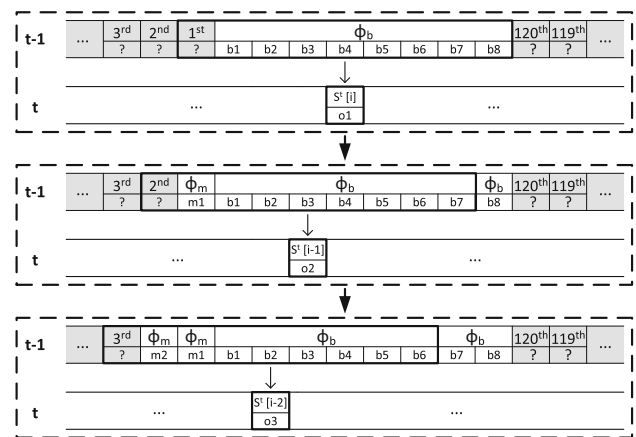 t-1 ... 3rd 2nd 1st ϕb 120th 119th ...
? ? ? b1 b2 b3 b4 b5 b6 b7 b8 ? ?
t ... Sᵗ [i] ...
o1
t-1 ... 3rd 2nd ϕm ϕb ϕb 120th 119th ...
? ? m1 b1 b2 b3 b4 b5 b6 b7 b8 ? ?
t ... Sᵗ [i-1] ...
o2
t-1 ... 3rd ϕm ϕm ϕb ϕb 120th 119th ...
? m2 m1 b1 b2 b3 b4 b5 b6 b7 b8 ? ?
t ... Sᵗ [i-2] ...
o3